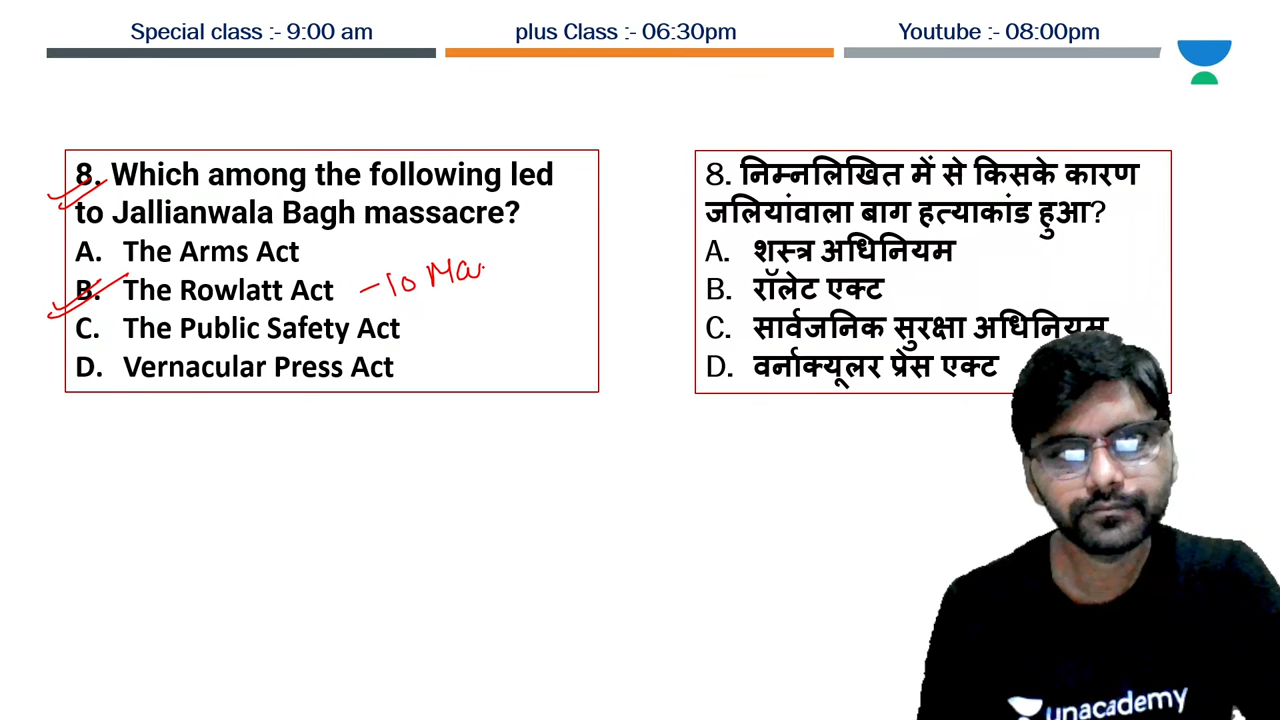 Special class :- 9:00 am
plus Class :- 06:30pm
Youtube :- 08:00pm
8. Which among the following led
to Jallianwala Bagh massacre?
A. The Arms Act
B. The Rowlatt Act - 10 Ma
C. The Public Safety Act
D. Vernacular Press Act
8. निम्नलिखित में से किसके कारण
जलियांवाला बाग हत्याकांड हुआ?
A. शस्त्र अधिनियम
B. रॉलेट एक्ट
C. सार्वजनिक सुरक्षा अधिनियम
D. वर्नाक्यूलर प्रेस एक्ट
unacademy